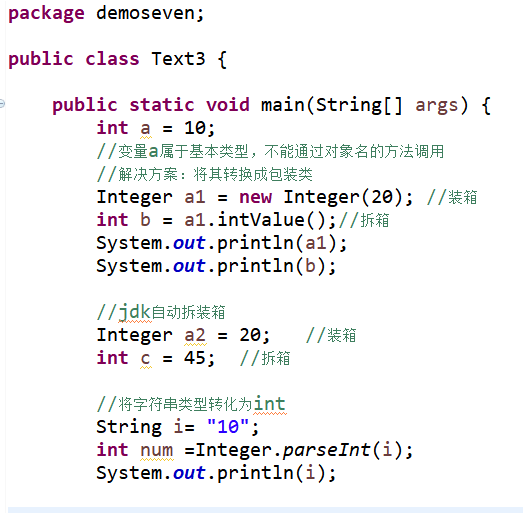 package demoseven;
public class Text3 {
public static void main(String[] args) {
int a = 10;
//变量a属于基本类型，不能通过对象名的方法调用
//解决方案：将其转换成包装类
Integer a1 = new Integer(20); //装箱
int b = a1.intValue();//拆箱
System.out.println(a1);
System.out.println(b);
//jdk自动拆装箱
Integer a2 = 20;   //装箱
int c = 45;  //拆箱
//将字符串类型转化为int
String i= "10";
int num =Integer.parseInt(i);
System.out.println(i);